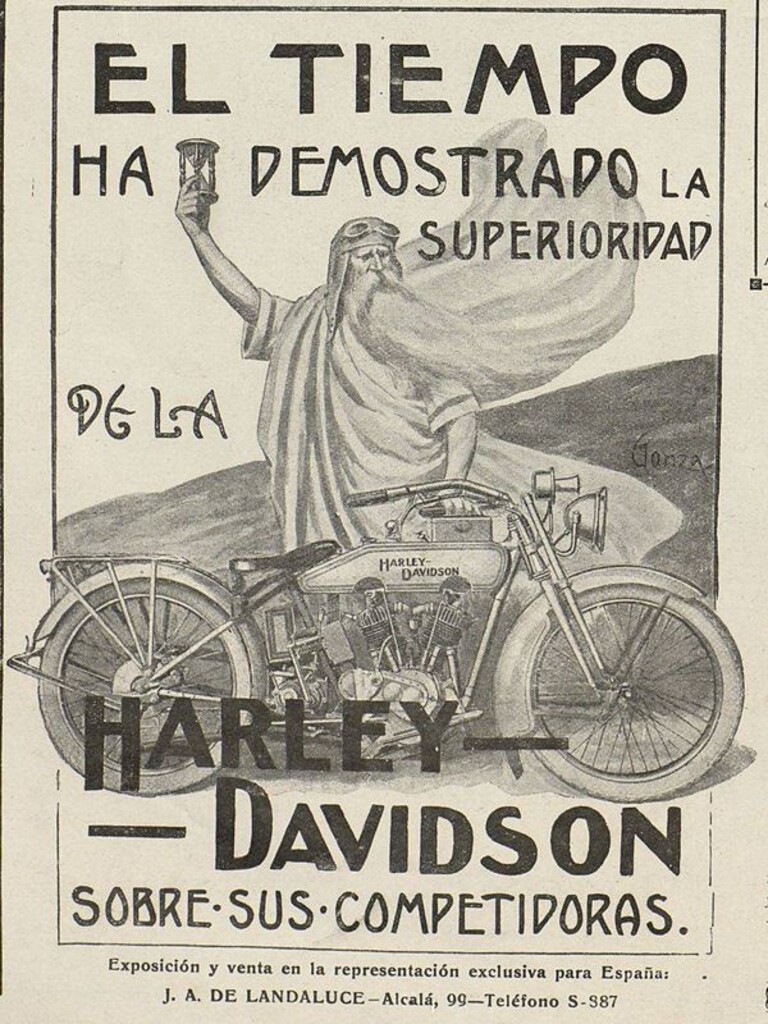 EL TIEMPO
HA DEMOSTRADO LA
SUPERIORIDAD
DE LA
Gonza
HARLEY-
DAVIDSON
HARLEY—
—DAVIDSON
SOBRE·SUS·COMPETIDORAS.
Exposición y venta en la representación exclusiva para España:
J. A. DE LANDALUCE—Alcalá, 99—Teléfono S-887